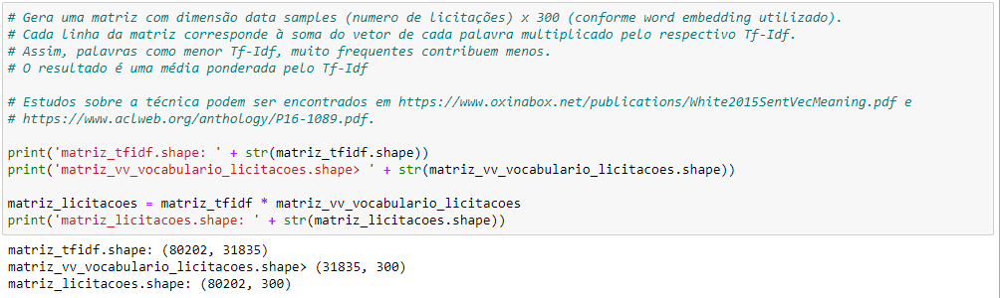 # Gera uma matriz com dimensão data samples (numero de licitações) x 300 (conforme word embedding utilizado).
# Cada linha da matriz corresponde à soma do vetor de cada palavra multiplicado pelo respectivo Tf-Idf.
# Assim, palavras como menor Tf-Idf, muito frequentes contribuem menos.
# O resultado é uma média ponderada pelo Tf-Idf
# Estudos sobre a técnica podem ser encontrados em https://www.oxinabox.net/publications/White2015SentVecMeaning.pdf e
# https://www.aclweb.org/anthology/P16-1089.pdf.
print('matriz_tfidf.shape: ' + str(matriz_tfidf.shape))
print('matriz_vv_vocabulario_licitacoes.shape> ' + str(matriz_vv_vocabulario_licitacoes.shape))
matriz_licitacoes = matriz_tfidf * matriz_vv_vocabulario_licitacoes
print('matriz_licitacoes.shape: ' + str(matriz_licitacoes.shape))
matriz_tfidf.shape: (80202, 31835)
matriz_vv_vocabulario_licitacoes.shape> (31835, 300)
matriz_licitacoes.shape: (80202, 300)